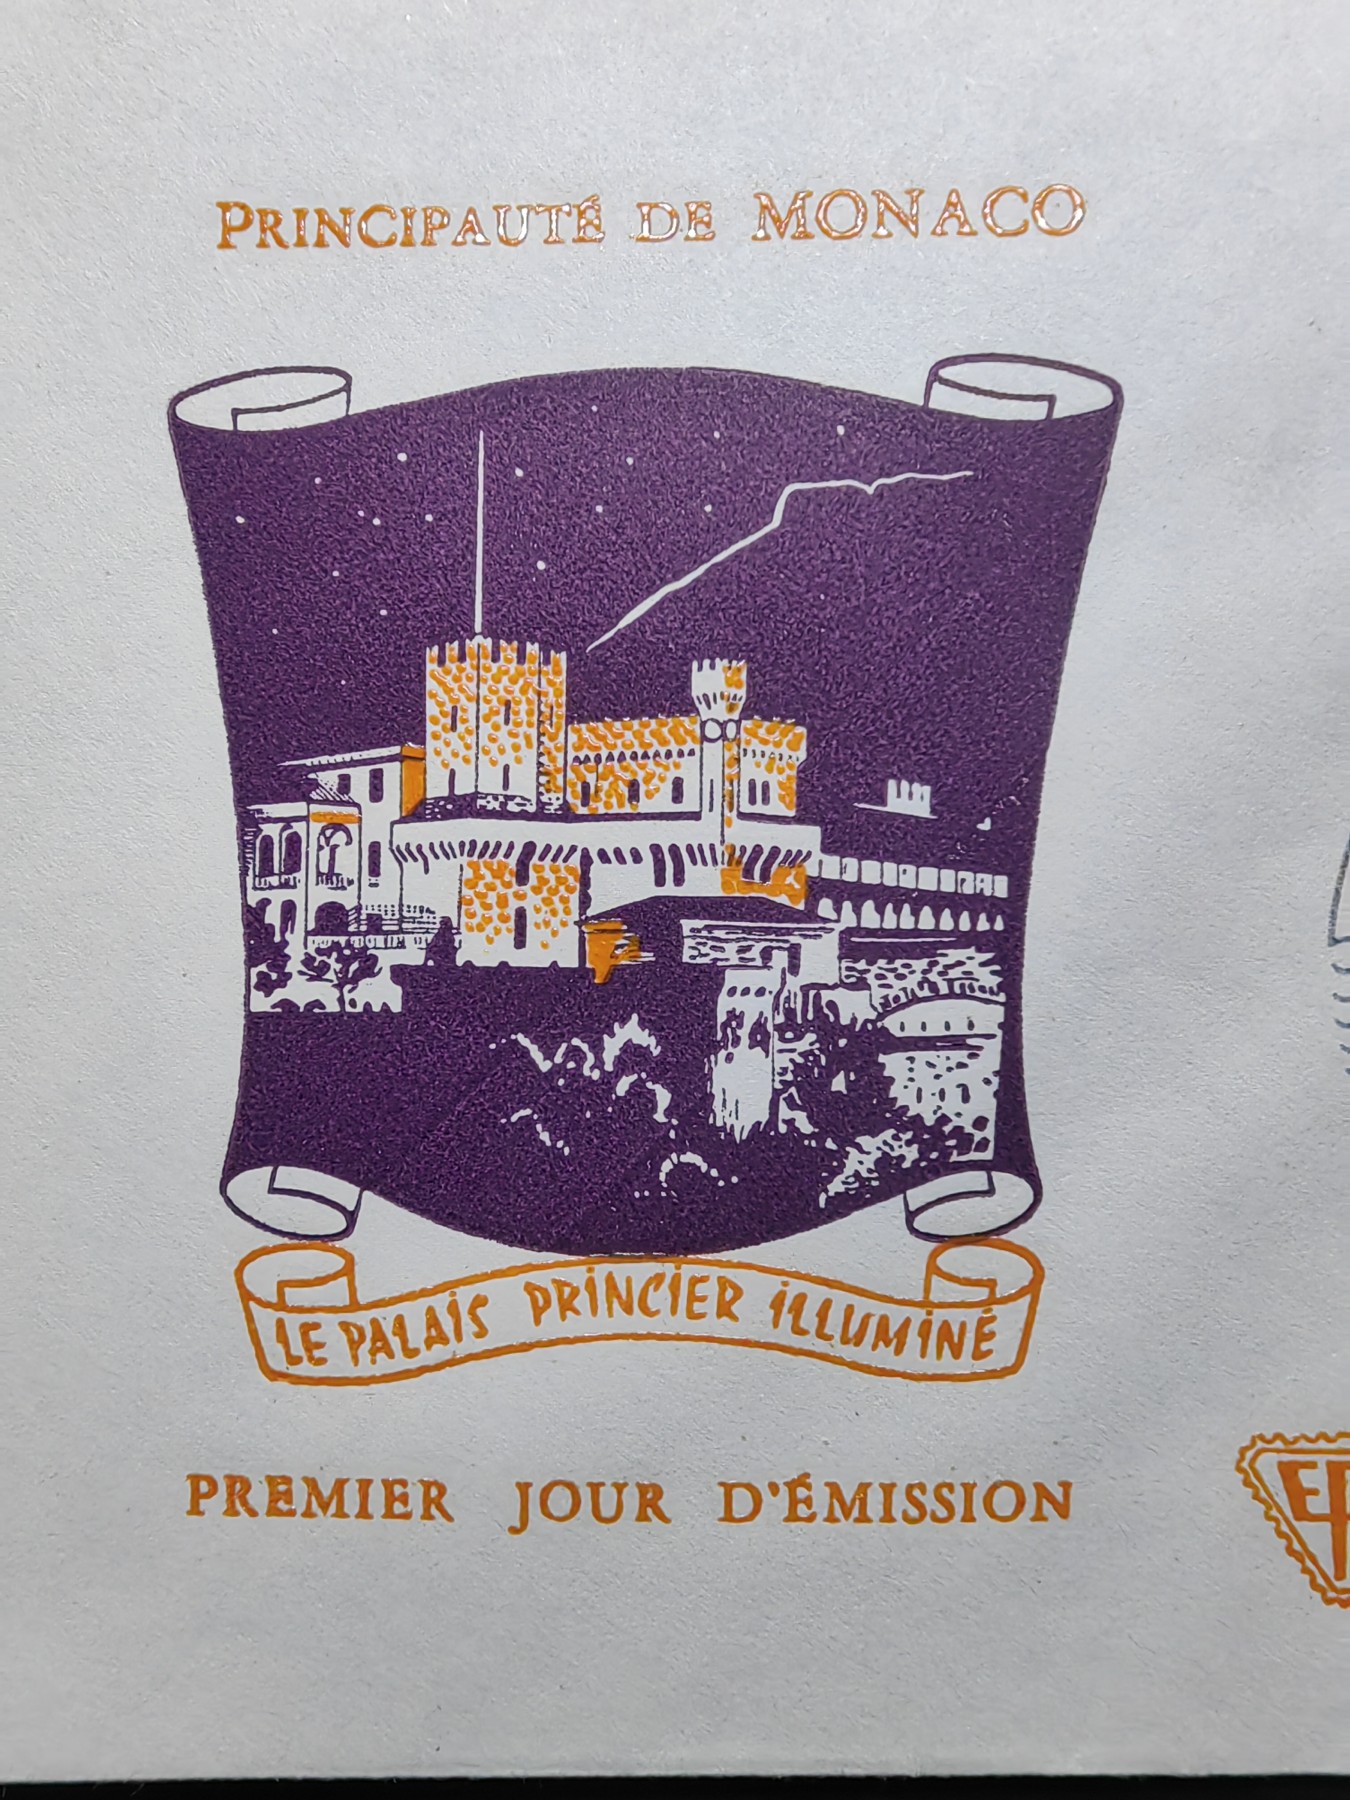 PRINCIPAUTÉ DE MONACO
LE PALAIS PRINCIER ILLUMINÉ
PREMIER JOUR D'ÉMISSION